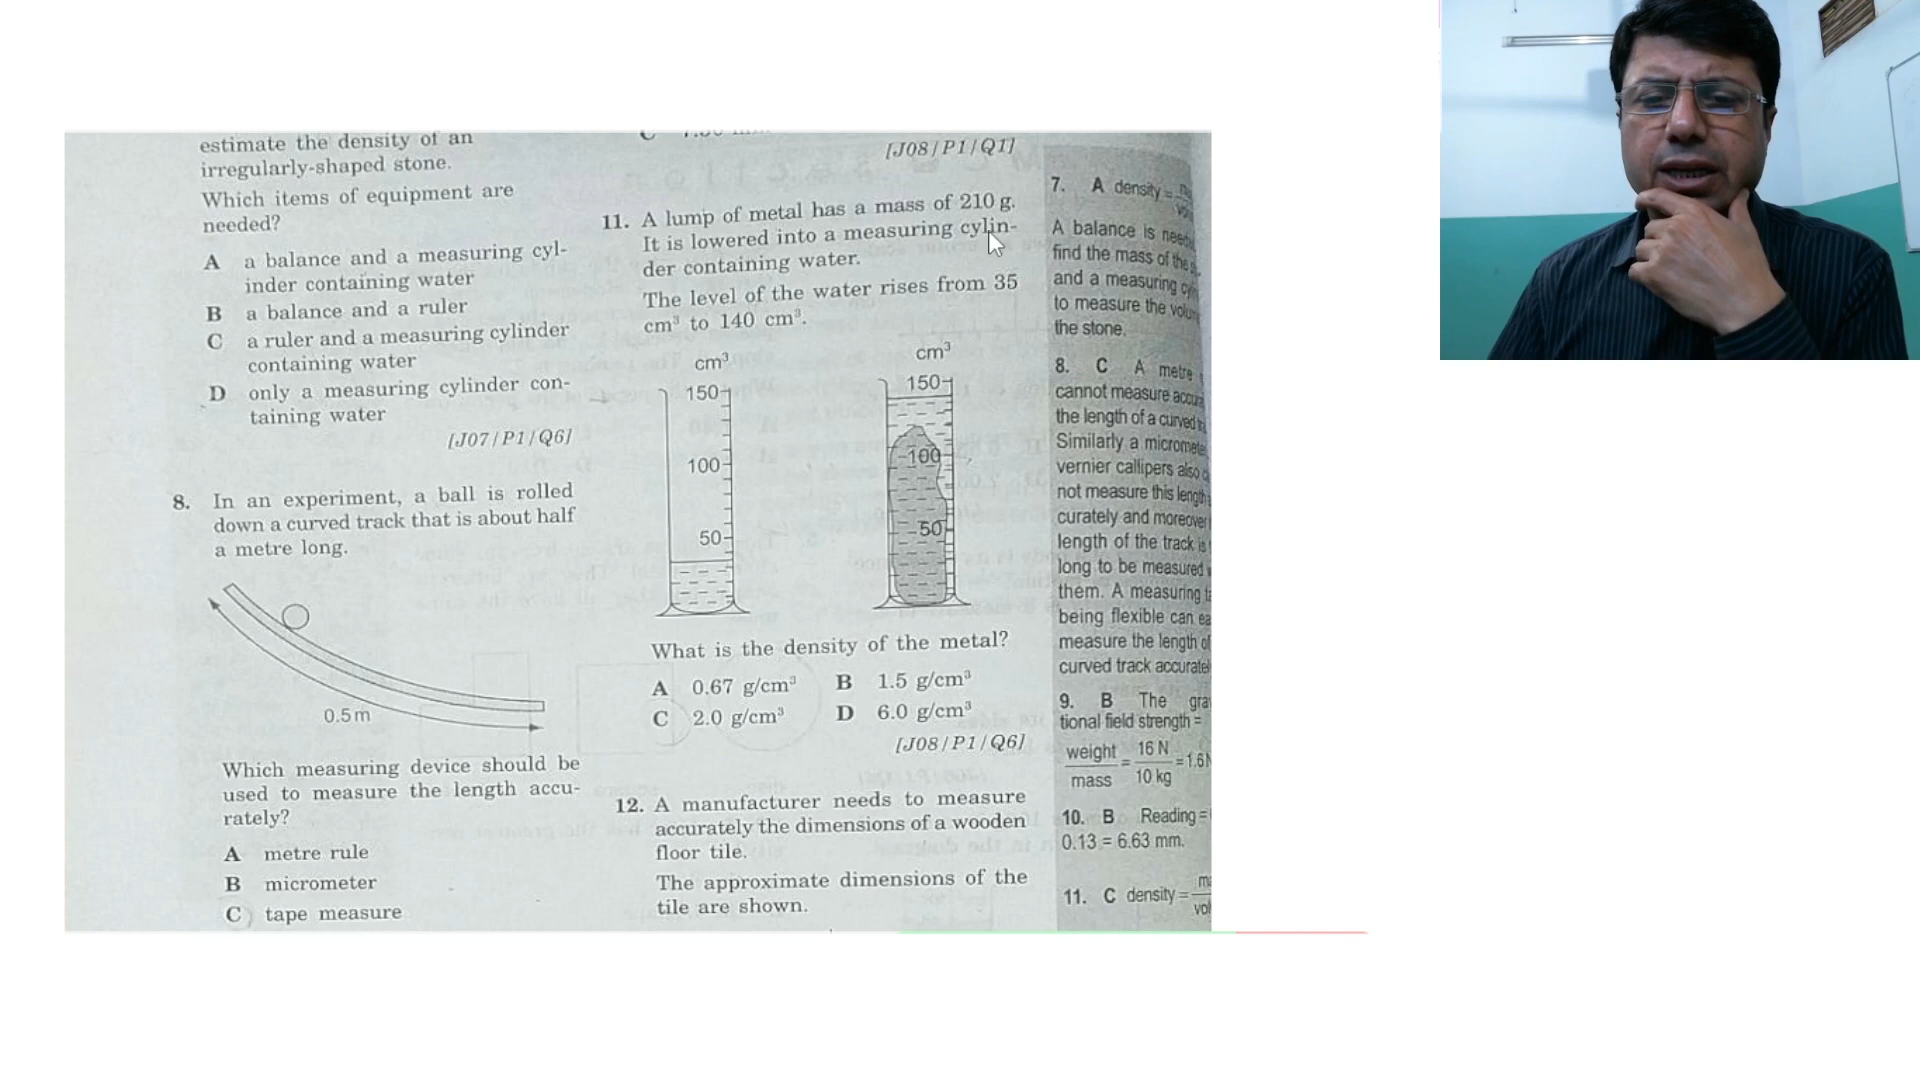 estimate the density of an
irregularly-shaped stone.
Which items of equipment are
needed?
A a balance and a measuring cyl-
inder containing water
B a balance and a ruler
C a ruler and a measuring cylinder
containing water
D only a measuring cylinder con-
taining water
[J07/P1/Q6]
8. In an experiment, a ball is rolled
down a curved track that is about half
a metre long.
0.5 m
Which measuring device should be
used to measure the length accu-
rately?
A metre rule
B micrometer
C tape measure
[J08/P1/Q1]
11. A lump of metal has a mass of 210 g.
It is lowered into a measuring cylin-
der containing water.
The level of the water rises from 35
cm³ to 140 cm³.
cm³
150
100
50
cm³
150
100
50
What is the density of the metal?
A 0.67 g/cm³ B 1.5 g/cm³
C 2.0 g/cm³ D 6.0 g/cm³
[J08/P1/Q6]
12. A manufacturer needs to measure
accurately the dimensions of a wooden
floor tile.
The approximate dimensions of the
tile are shown.
7. A density =
A balance is
find the mass of the
and a measuring
to measure the
the stone.
8. C A metre
cannot measure
the length of a curved
Similarly a
vernier callipers also
not measure this length
curately and moreover
length of the track is
long to be measured
them. A measuring
being flexible can
measure the length
curved track
9. B The
tional field strength =
weight/mass = 16 N/10 kg = 1.6
10. B Reading =
0.13 = 6.63 mm.
11. C density =